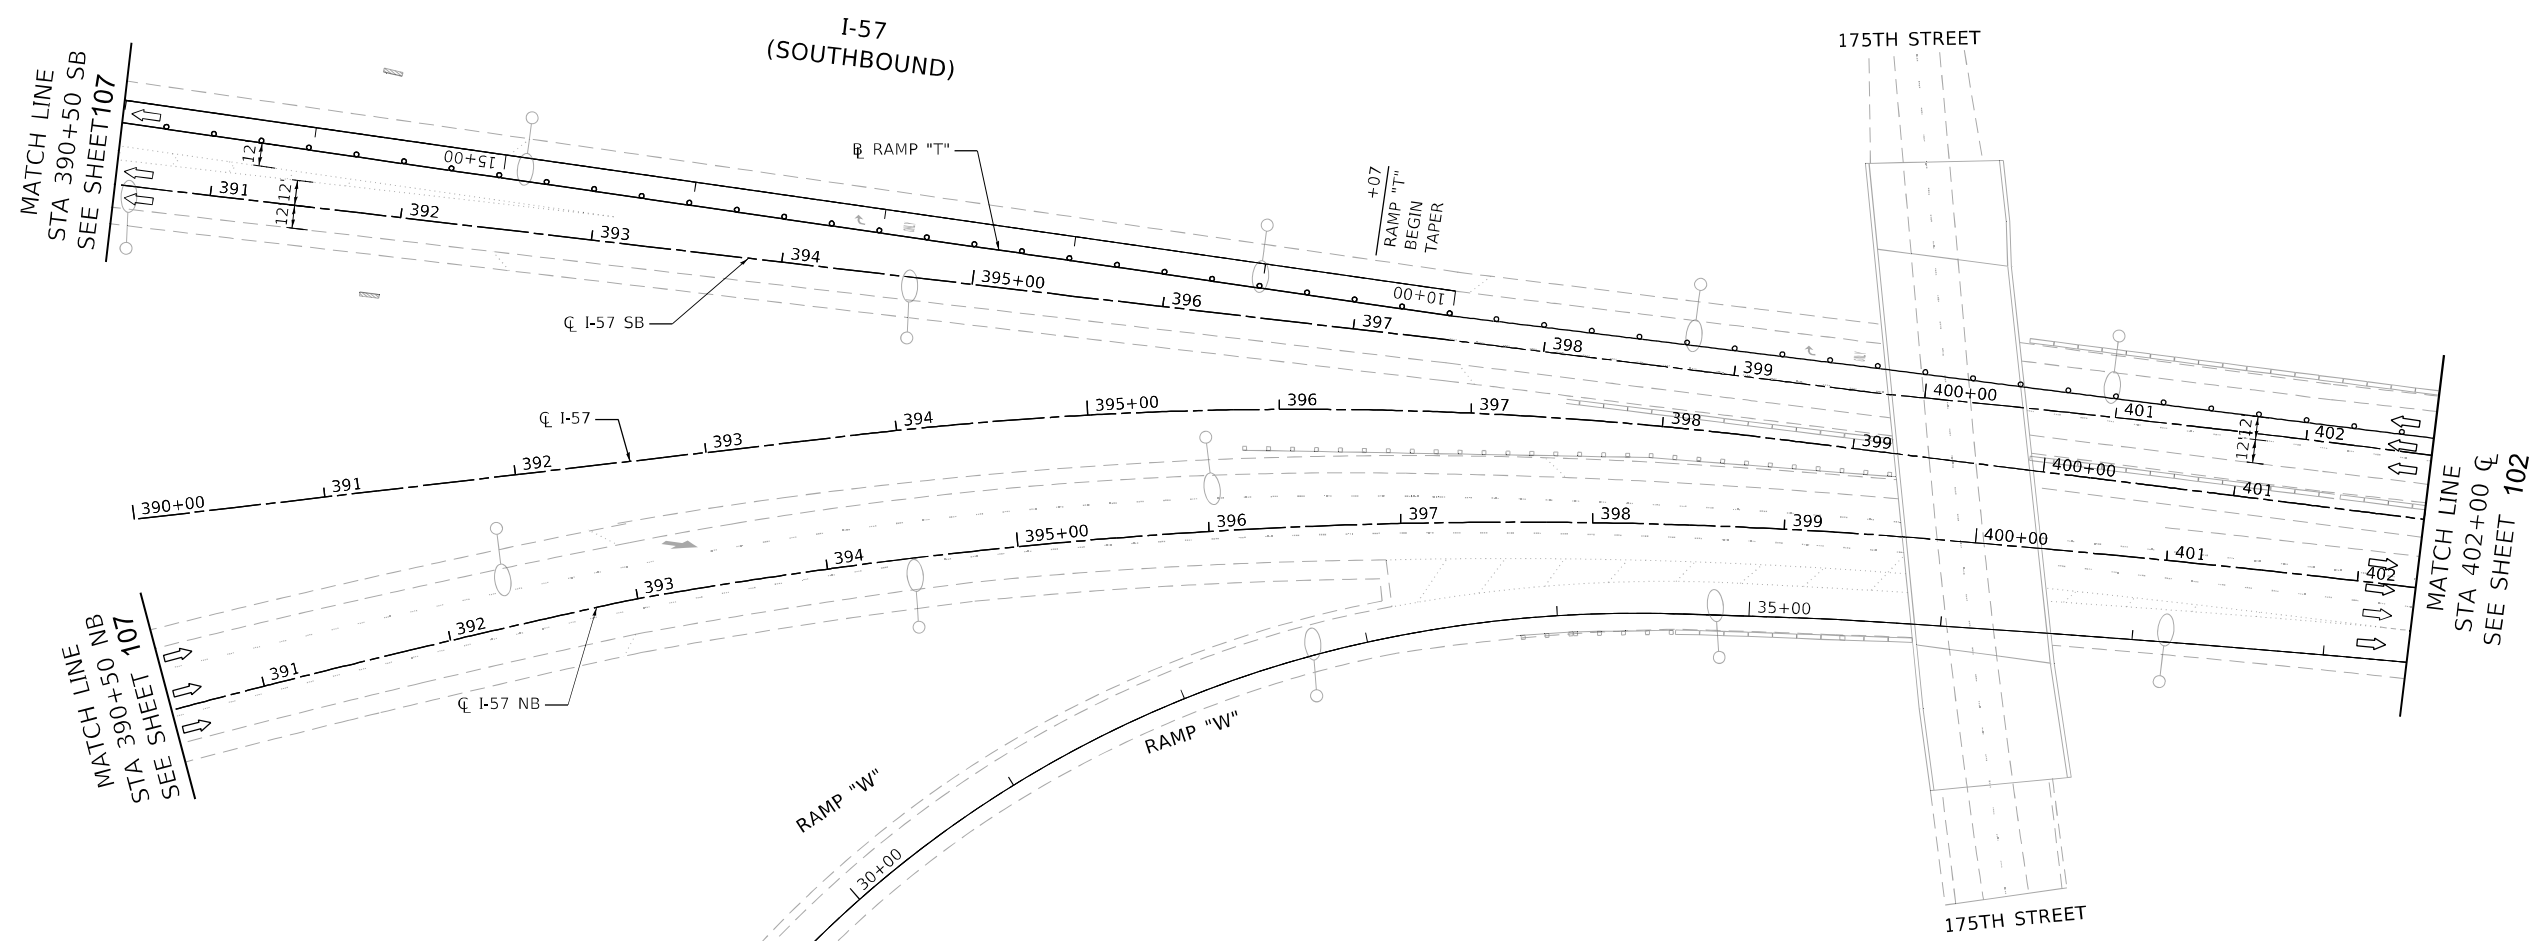 I-57
(SOUTHBOUND)
175TH STREET
MATCH LINE
STA 390+50 SB
SEE SHEET 107
12
15+00
℄ RAMP "T"
+07
RAMP "T"
BEGIN
TAPER
12'
12
391
392
393
394
395+00
396
397
398
399
400+00
401
402
10+00
℄ I-57 SB
12'
12'
℄ I-57
390+00
391
392
393
394
395+00
396
397
398
399
400+00
401
MATCH LINE
STA 402+00 ℄
SEE SHEET 102
MATCH LINE
STA 390+50 NB
SEE SHEET 107
391
392
393
394
395+00
396
397
398
399
400+00
401
402
℄ I-57 NB
35+00
RAMP "W"
RAMP "W"
30+00
175TH STREET